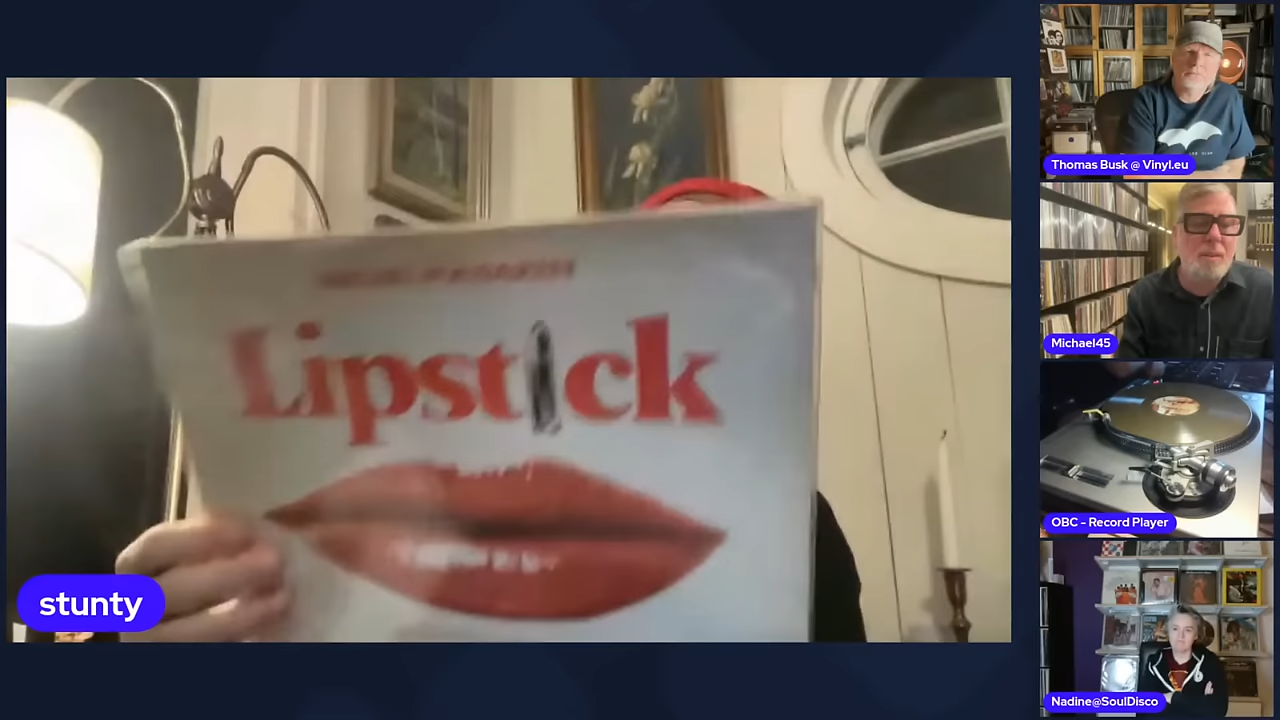 Lipstick
stunty
Thomas Busk @ Vinyl.eu
Michael45
OBC - Record Player
Nadine@SoulDisco